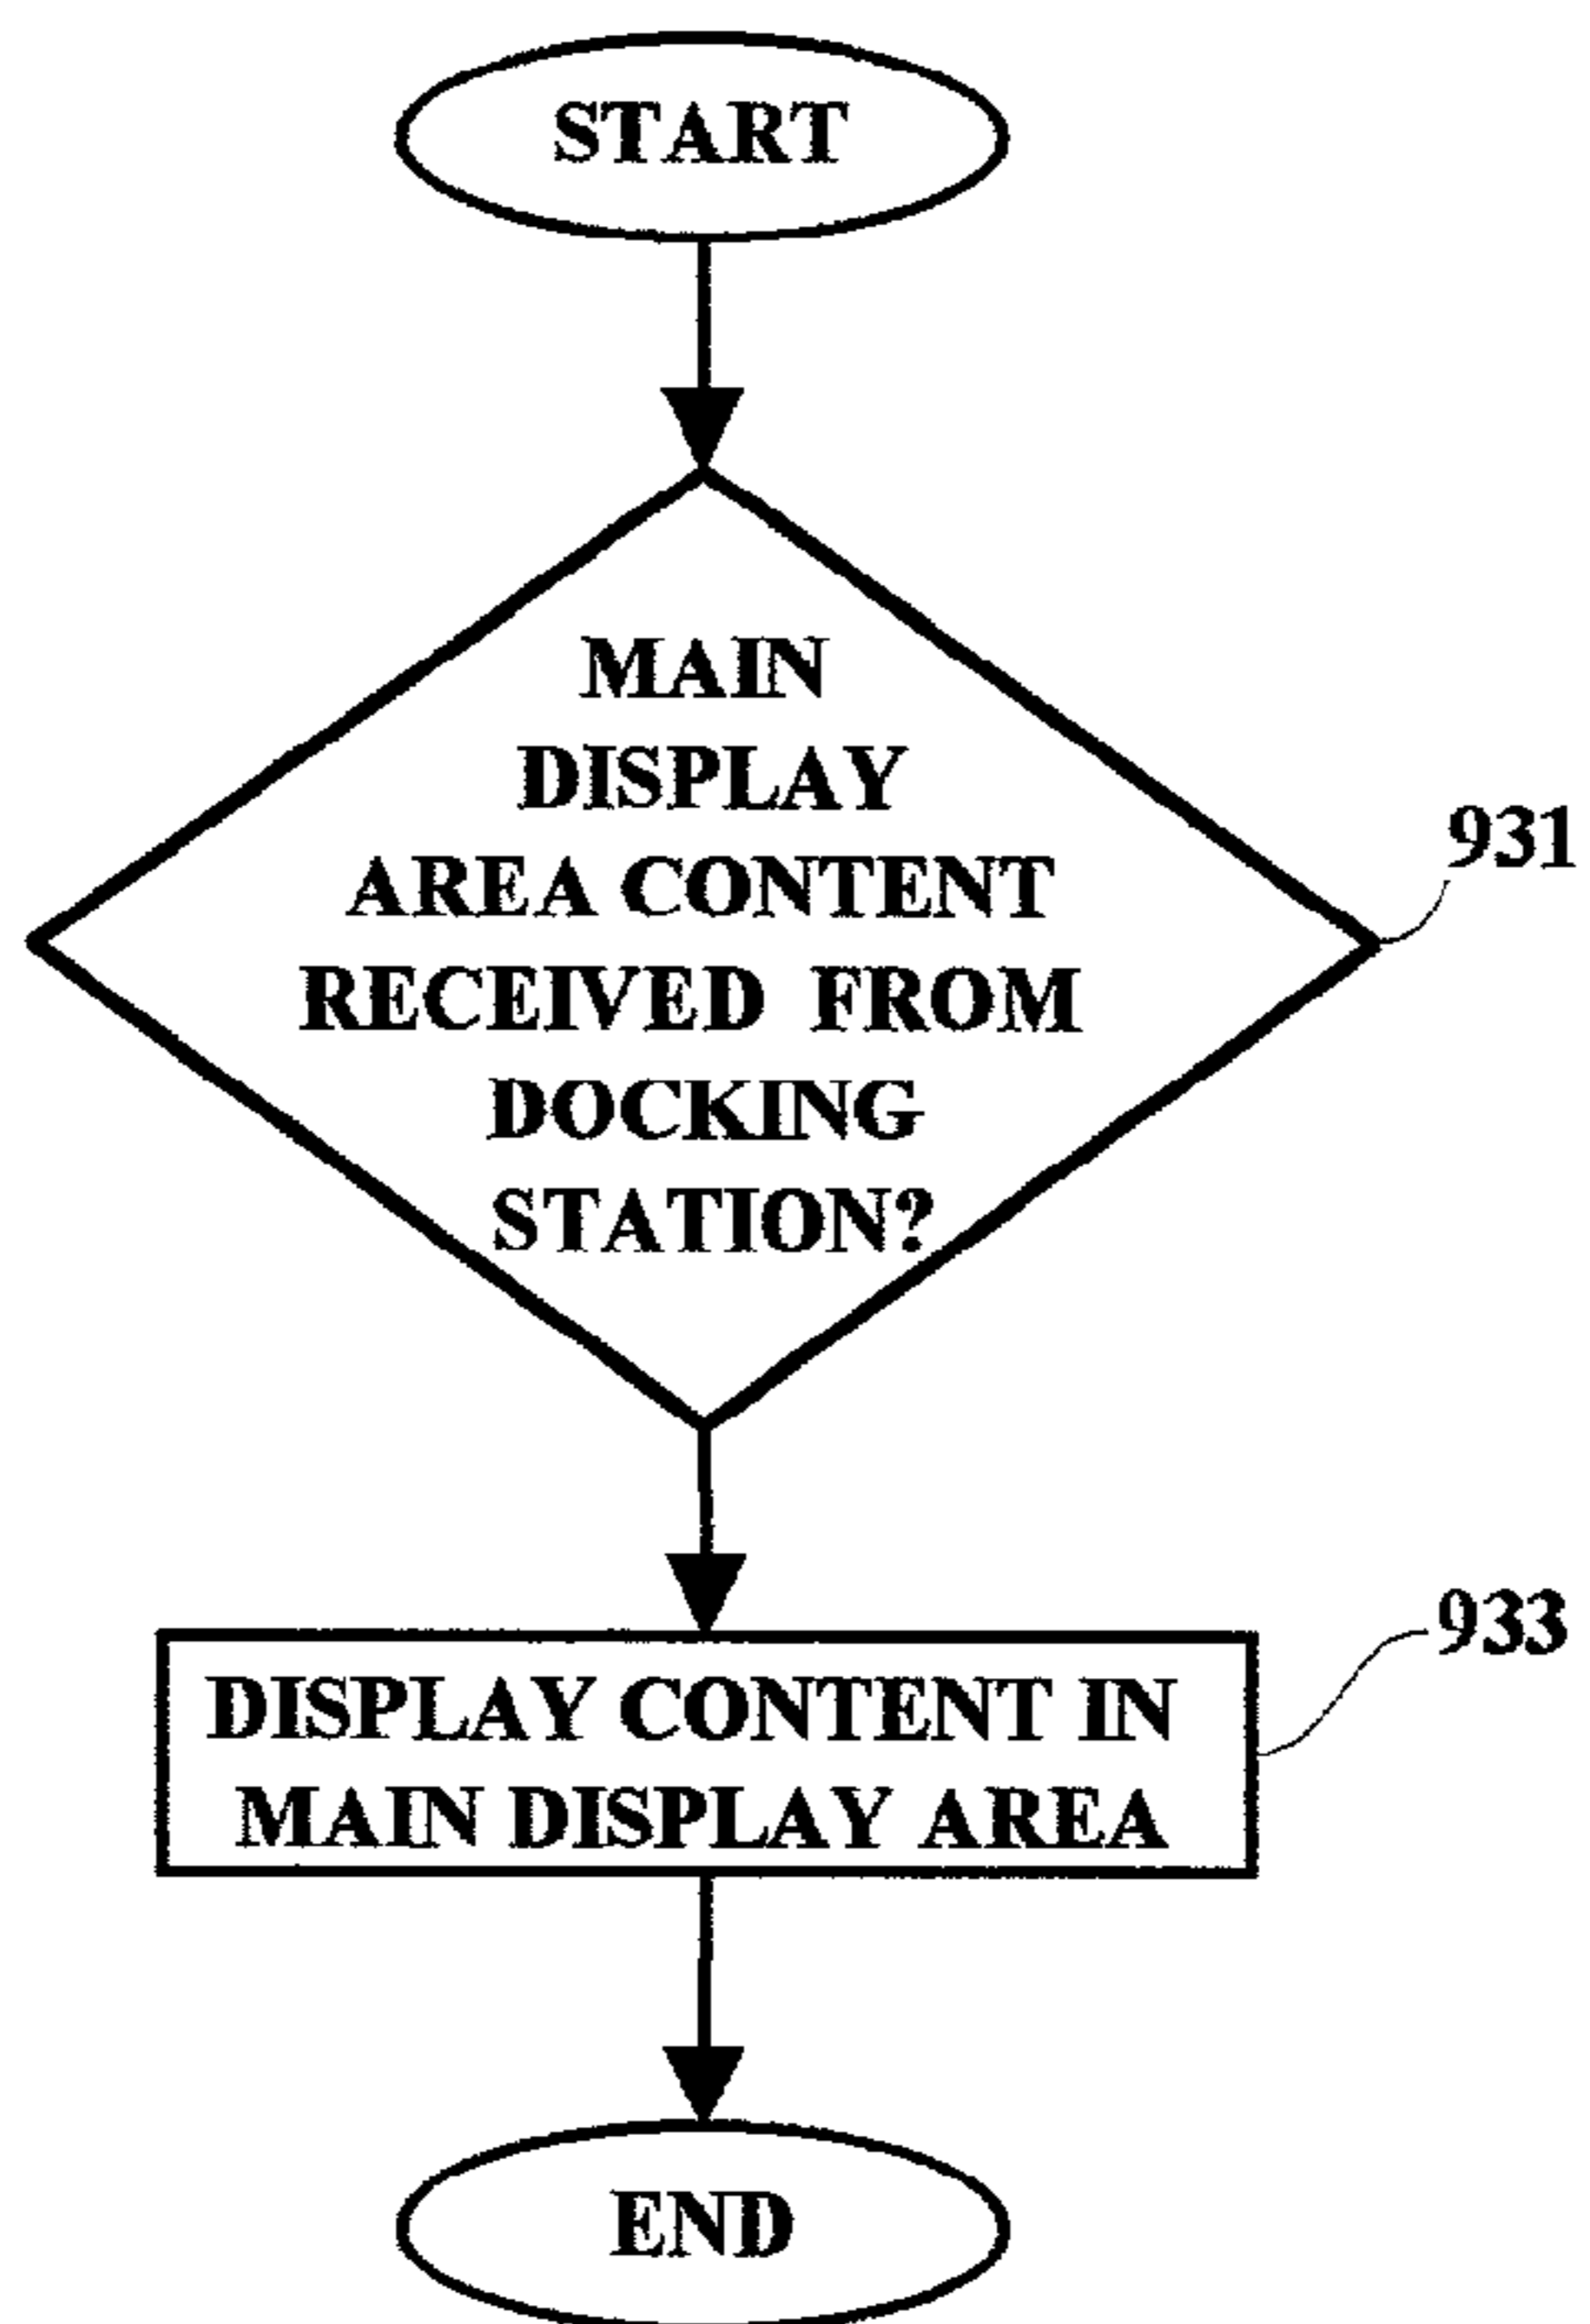 START
MAIN
DISPLAY
AREA CONTENT
RECEIVED FROM
DOCKING
STATION?
931
933
DISPLAY CONTENT IN
MAIN DISPLAY AREA
END